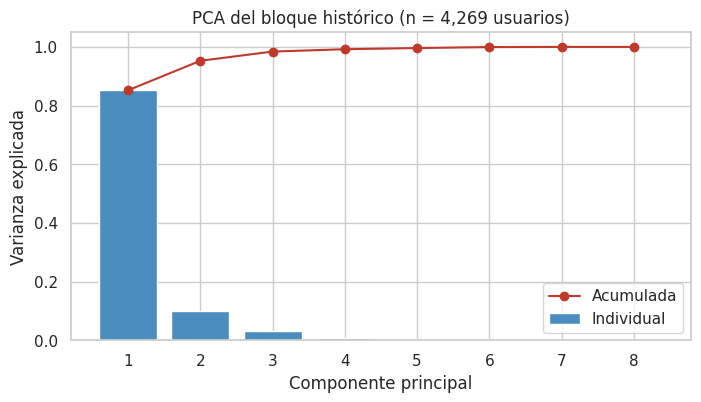 PCA del bloque histórico (n = 4,269 usuarios)
Varianza explicada
1.0
0.8
0.6
0.4
0.2
0.0
Acumulada
Individual
1 2 3 4 5 6 7 8
Componente principal